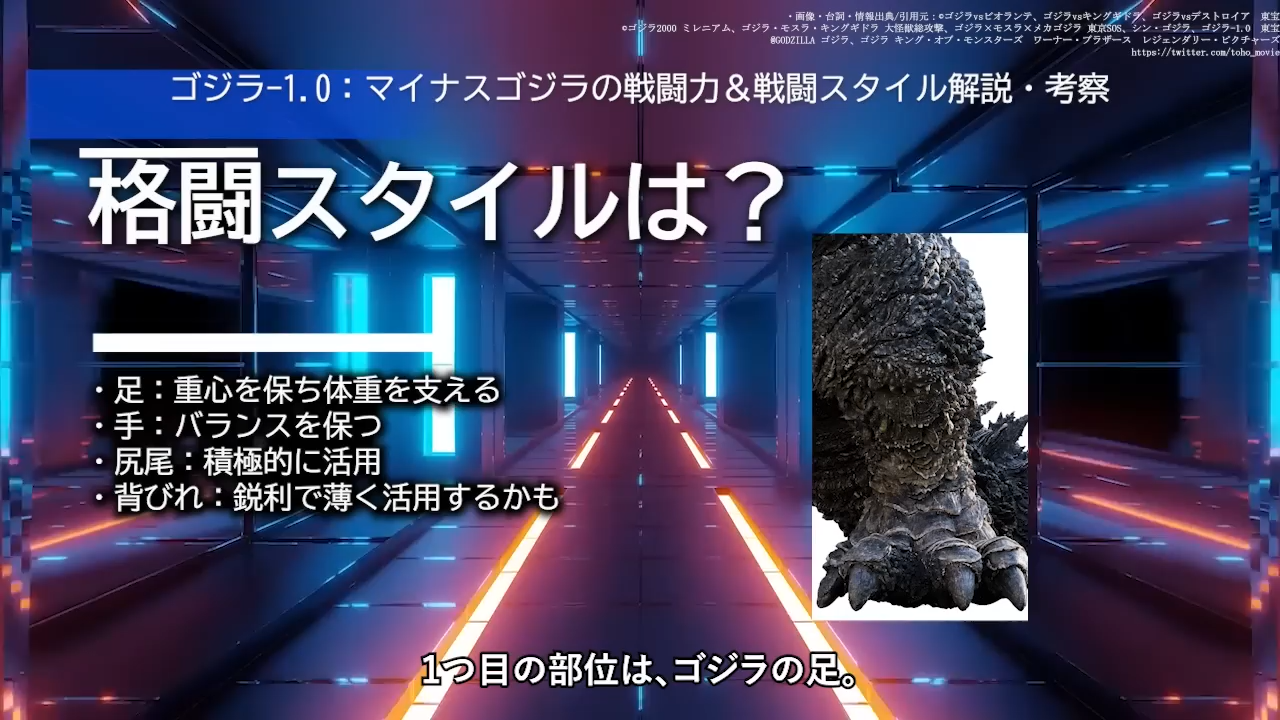 ・画像・台詞・情報出典/引用元：©ゴジラvsビオランテ、ゴジラvsキングギドラ、ゴジラvsデストロイア　東宝
©ゴジラ2000 ミレニアム、ゴジラ・モスラ・キングギドラ 大怪獣総攻撃、ゴジラ×モスラ×メカゴジラ 東京SOS、シン・ゴジラ、ゴジラ-1.0　東宝
@GODZILLA ゴジラ、ゴジラ キング・オブ・モンスターズ　ワーナー・ブラザース　レジェンダリー・ピクチャーズ
https://twitter.com/toho_movie
ゴジラ-1.0：マイナスゴジラの戦闘力＆戦闘スタイル解説・考察
格闘スタイルは？
・足：重心を保ち体重を支える
・手：バランスを保つ
・尻尾：積極的に活用
・背びれ：鋭利で薄く活用するかも
1つ目の部位は、ゴジラの足。